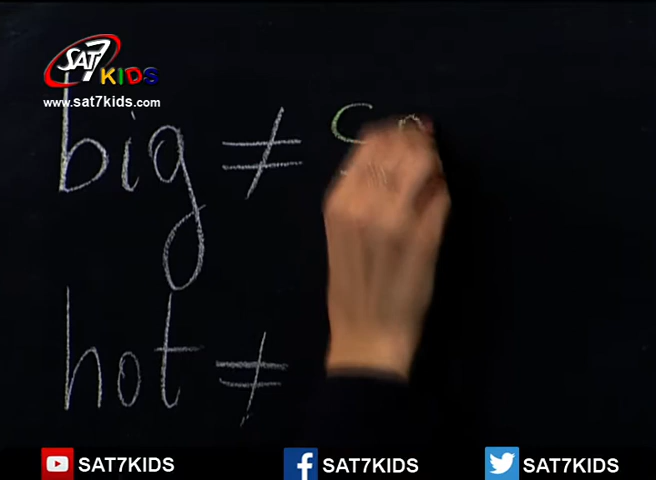 SAT7 KIDS
www.sat7kids.com
big ≠
hot ≠
SAT7KIDS SAT7KIDS SAT7KIDS